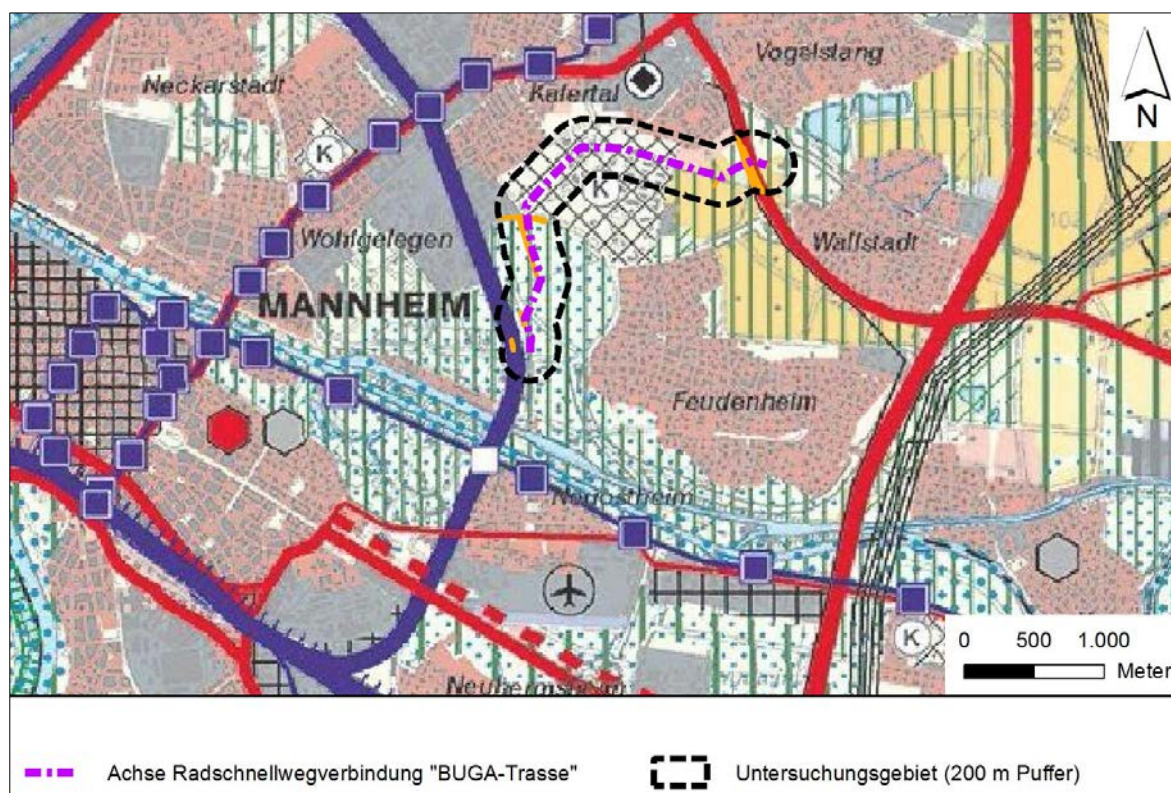 Vogelstang
Neckarstadt
Käfertal
N
K
K
Wohlgelegen
Wallstadt
MANNHEIM
Feudenheim
Neuostheim
K
0 500 1.000
Meter
Neuhermsheim
Achse Radschnellwegverbindung "BUGA-Trasse"
Untersuchungsgebiet (200 m Puffer)